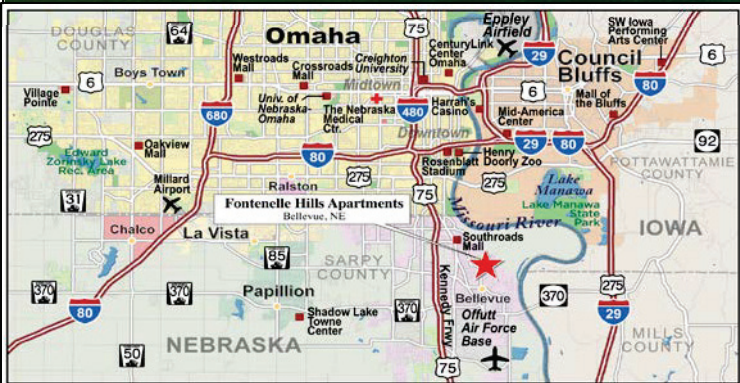 DOUGLAS
COUNTY
64
Omaha
75
Eppley
Airfield
29
SW Iowa
Performing
Arts Center
6
Westroads
Mall
Crossroads
Mall
Creighton
University
CenturyLink
Center
Omaha
Council
Bluffs
80
6
Boys Town
Midtown
6
Mall of
the Bluffs
Village
Pointe
680
Univ. of
Nebraska-
Omaha
The Nebraska
Medical
Ctr.
480
Harrah's
Casino
Mid-America
Center
275
Oakview
Mall
Downtown
29
80
92
Edward
Zorinsky Lake
Rec. Area
80
Rosenblatt
Stadium
Henry
Doorly Zoo
POTTAWATTAMIE
COUNTY
Millard
Airport
Ralston
275
75
275
Lake
Manawa
31
Fontenelle Hills Apartments
Bellevue, NE
Missouri River
Lake Manawa
State
Park
IOWA
Chalco
La Vista
Southroads
Mall
85
SARPY
COUNTY
370
370
Papillion
370
Kennedy Frwy
Bellevue
370
275
80
Shadow Lake
Towne
Center
Offutt
Air Force
Base
29
50
NEBRASKA
75
MILLS
COUNTY